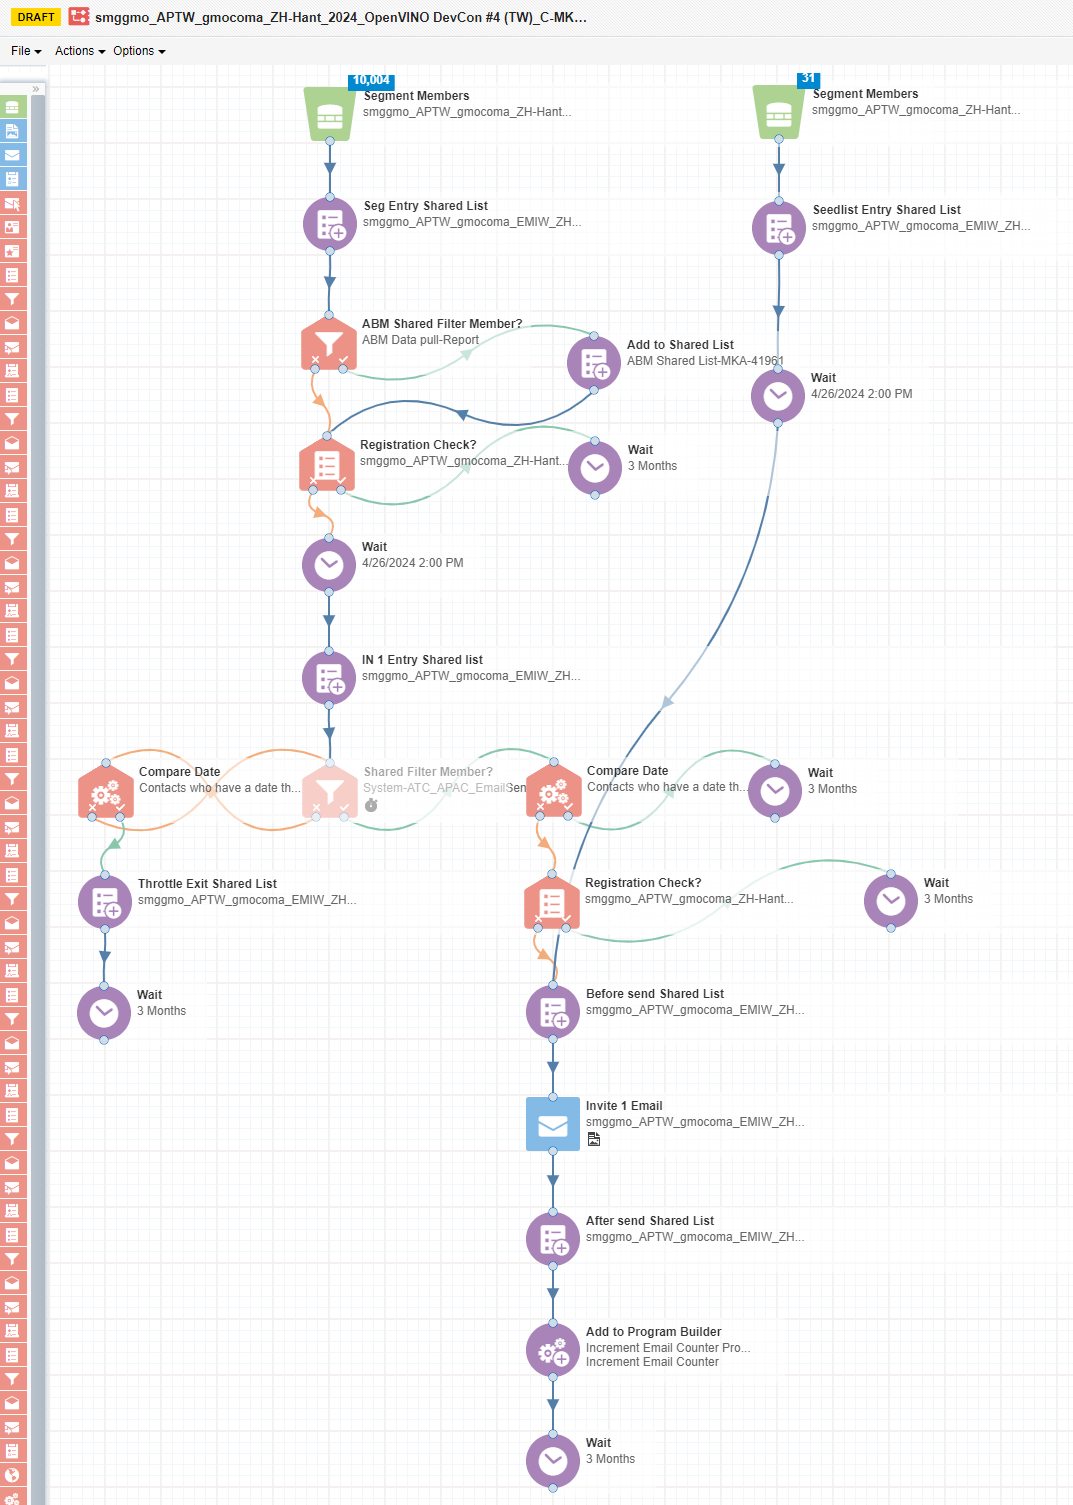 DRAFT smggmo_APTW_gmocoma_ZH-Hant_2024_OpenVINO DevCon #4 (TW)_C-MK...
File Actions Options
10,004
Segment Members
smggmo_APTW_gmocoma_ZH-Hant...
31
Segment Members
smggmo_APTW_gmocoma_ZH-Hant...
Seg Entry Shared List
smggmo_APTW_gmocoma_EMIW_ZH...
Seedlist Entry Shared List
smggmo_APTW_gmocoma_EMIW_ZH...
ABM Shared Filter Member?
ABM Data pull-Report
Add to Shared List
ABM Shared List-MKA-41961
Wait
4/26/2024 2:00 PM
Registration Check?
smggmo_APTW_gmocoma_ZH-Hant...
Wait
3 Months
Wait
4/26/2024 2:00 PM
IN 1 Entry Shared list
smggmo_APTW_gmocoma_EMIW_ZH...
Compare Date
Contacts who have a date th...
Shared Filter Member?
System-ATC_APAC_EmailSen
Compare Date
Contacts who have a date th...
Wait
3 Months
Throttle Exit Shared List
smggmo_APTW_gmocoma_EMIW_ZH...
Registration Check?
smggmo_APTW_gmocoma_ZH-Hant...
Wait
3 Months
Wait
3 Months
Before send Shared List
smggmo_APTW_gmocoma_EMIW_ZH...
Invite 1 Email
smggmo_APTW_gmocoma_EMIW_ZH...
After send Shared List
smggmo_APTW_gmocoma_EMIW_ZH...
Add to Program Builder
Increment Email Counter Pro...
Increment Email Counter
Wait
3 Months